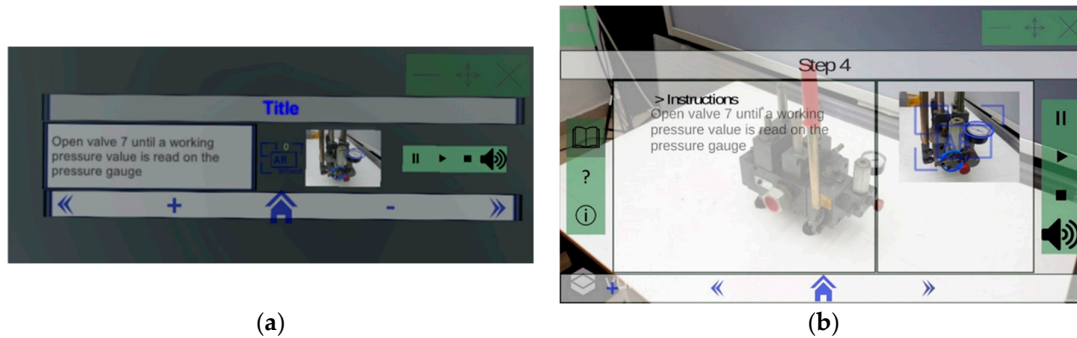 Title
Open valve 7 until a working
pressure value is read on the
pressure gauge
0
AR
Step 4
> Instructions
Open valve 7 until a working
pressure value is read on the
pressure gauge
?
i
(a)
(b)